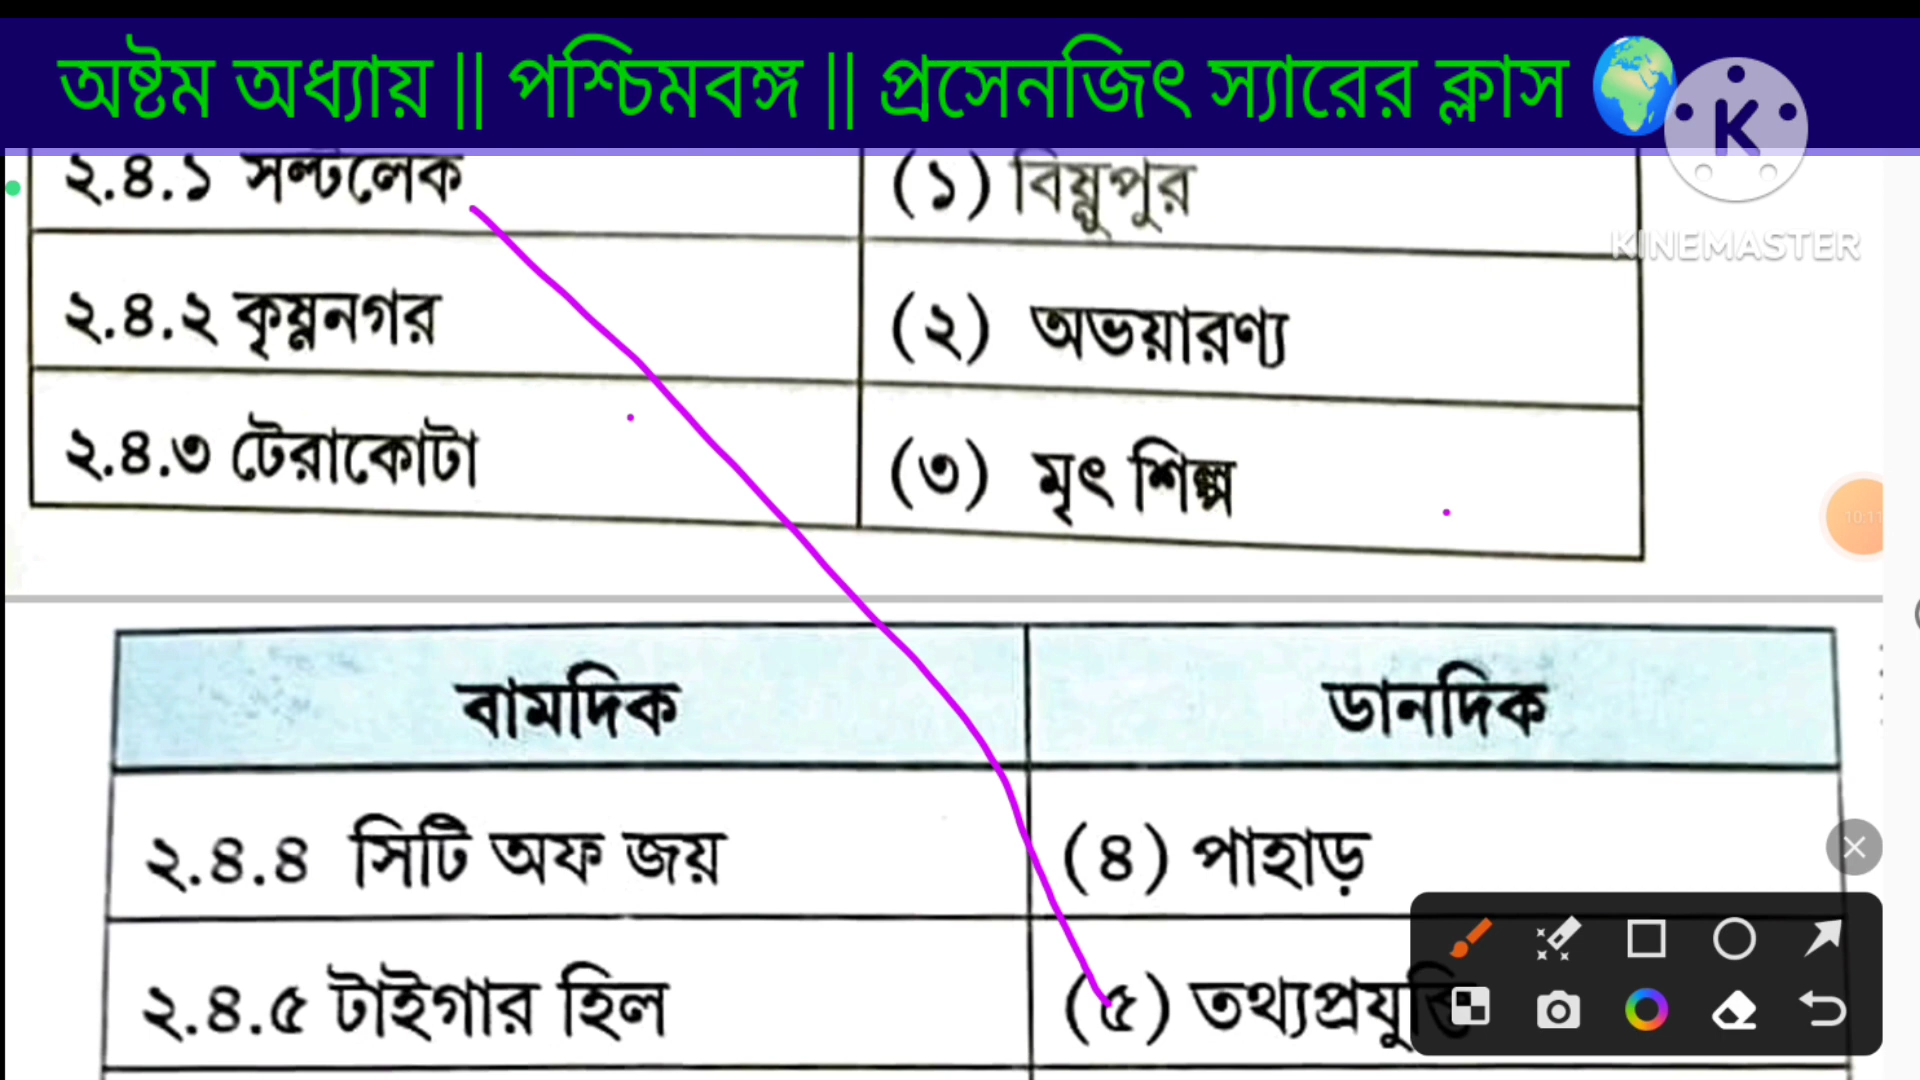 অষ্টম অধ্যায় || পশ্চিমবঙ্গ || প্রসেনজিৎ স্যারের ক্লাস
K
KINEMASTER
২.৪.১ সল্টলেক (১) বিষ্ণুপুর
২.৪.২ কৃষ্ণনগর (২) অভয়ারণ্য
২.৪.৩ টেরাকোটা (৩) মৃৎ শিল্প
10:11
বামদিক ডানদিক
২.৪.৪ সিটি অফ জয় (৪) পাহাড়
২.৪.৫ টাইগার হিল (৫) তথ্যপ্রযুক্তি